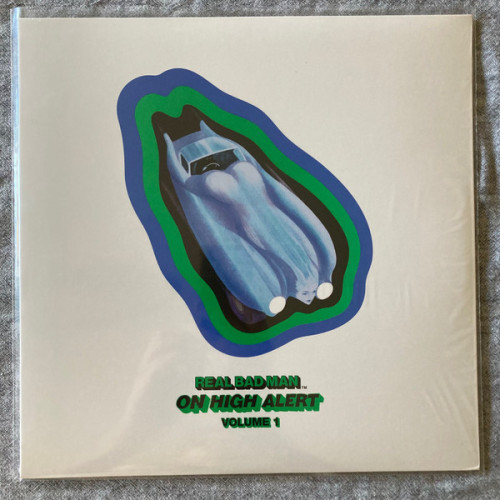 REAL BAD MAN™
ON HIGH ALERT
VOLUME 1